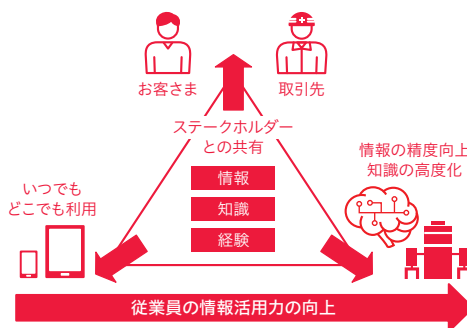 お客さま
取引先
ステークホルダー
との共有
情報
知識
経験
いつでも
どこでも利用
情報の精度向上
知識の高度化
従業員の情報活用力の向上